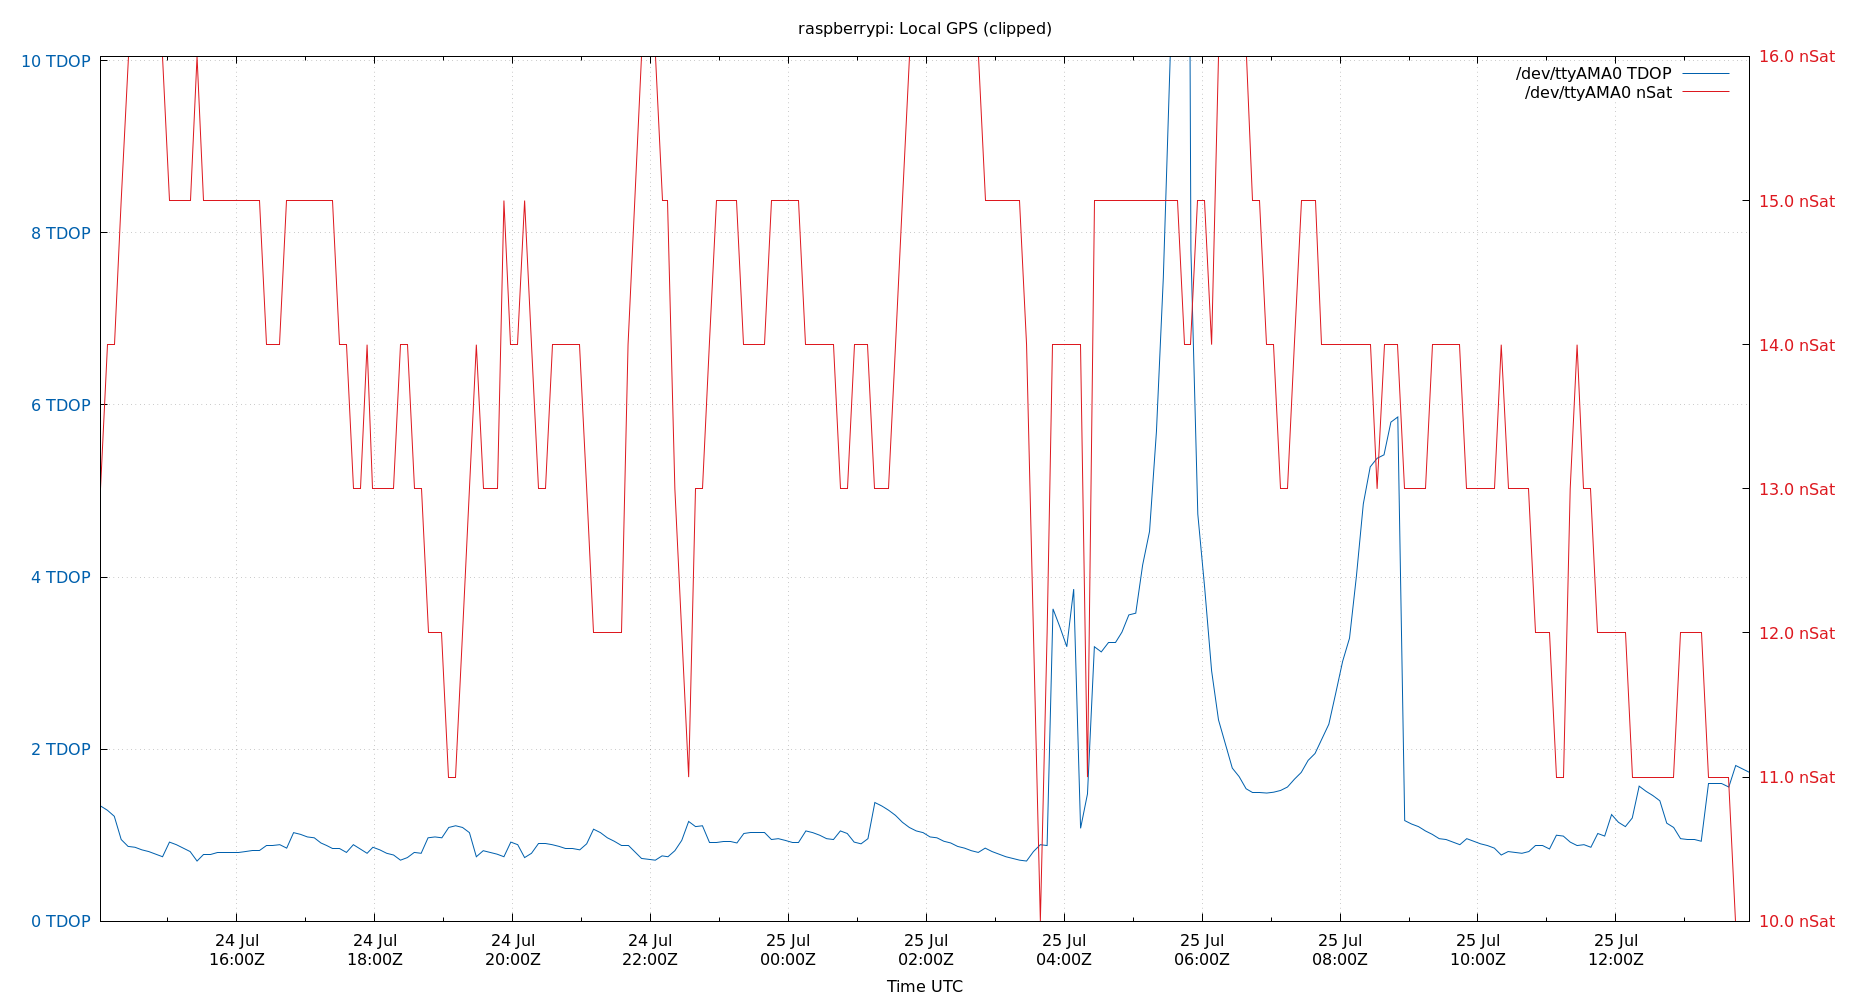 raspberrypi: Local GPS (clipped)
10 TDOP
8 TDOP
6 TDOP
4 TDOP
2 TDOP
0 TDOP
/dev/ttyAMA0 TDOP
/dev/ttyAMA0 nSat
16.0 nSat
15.0 nSat
14.0 nSat
13.0 nSat
12.0 nSat
11.0 nSat
10.0 nSat
24 Jul 24 Jul 24 Jul 24 Jul 25 Jul 25 Jul 25 Jul 25 Jul 25 Jul 25 Jul 25 Jul
16:00Z 18:00Z 20:00Z 22:00Z 00:00Z 02:00Z 04:00Z 06:00Z 08:00Z 10:00Z 12:00Z
Time UTC